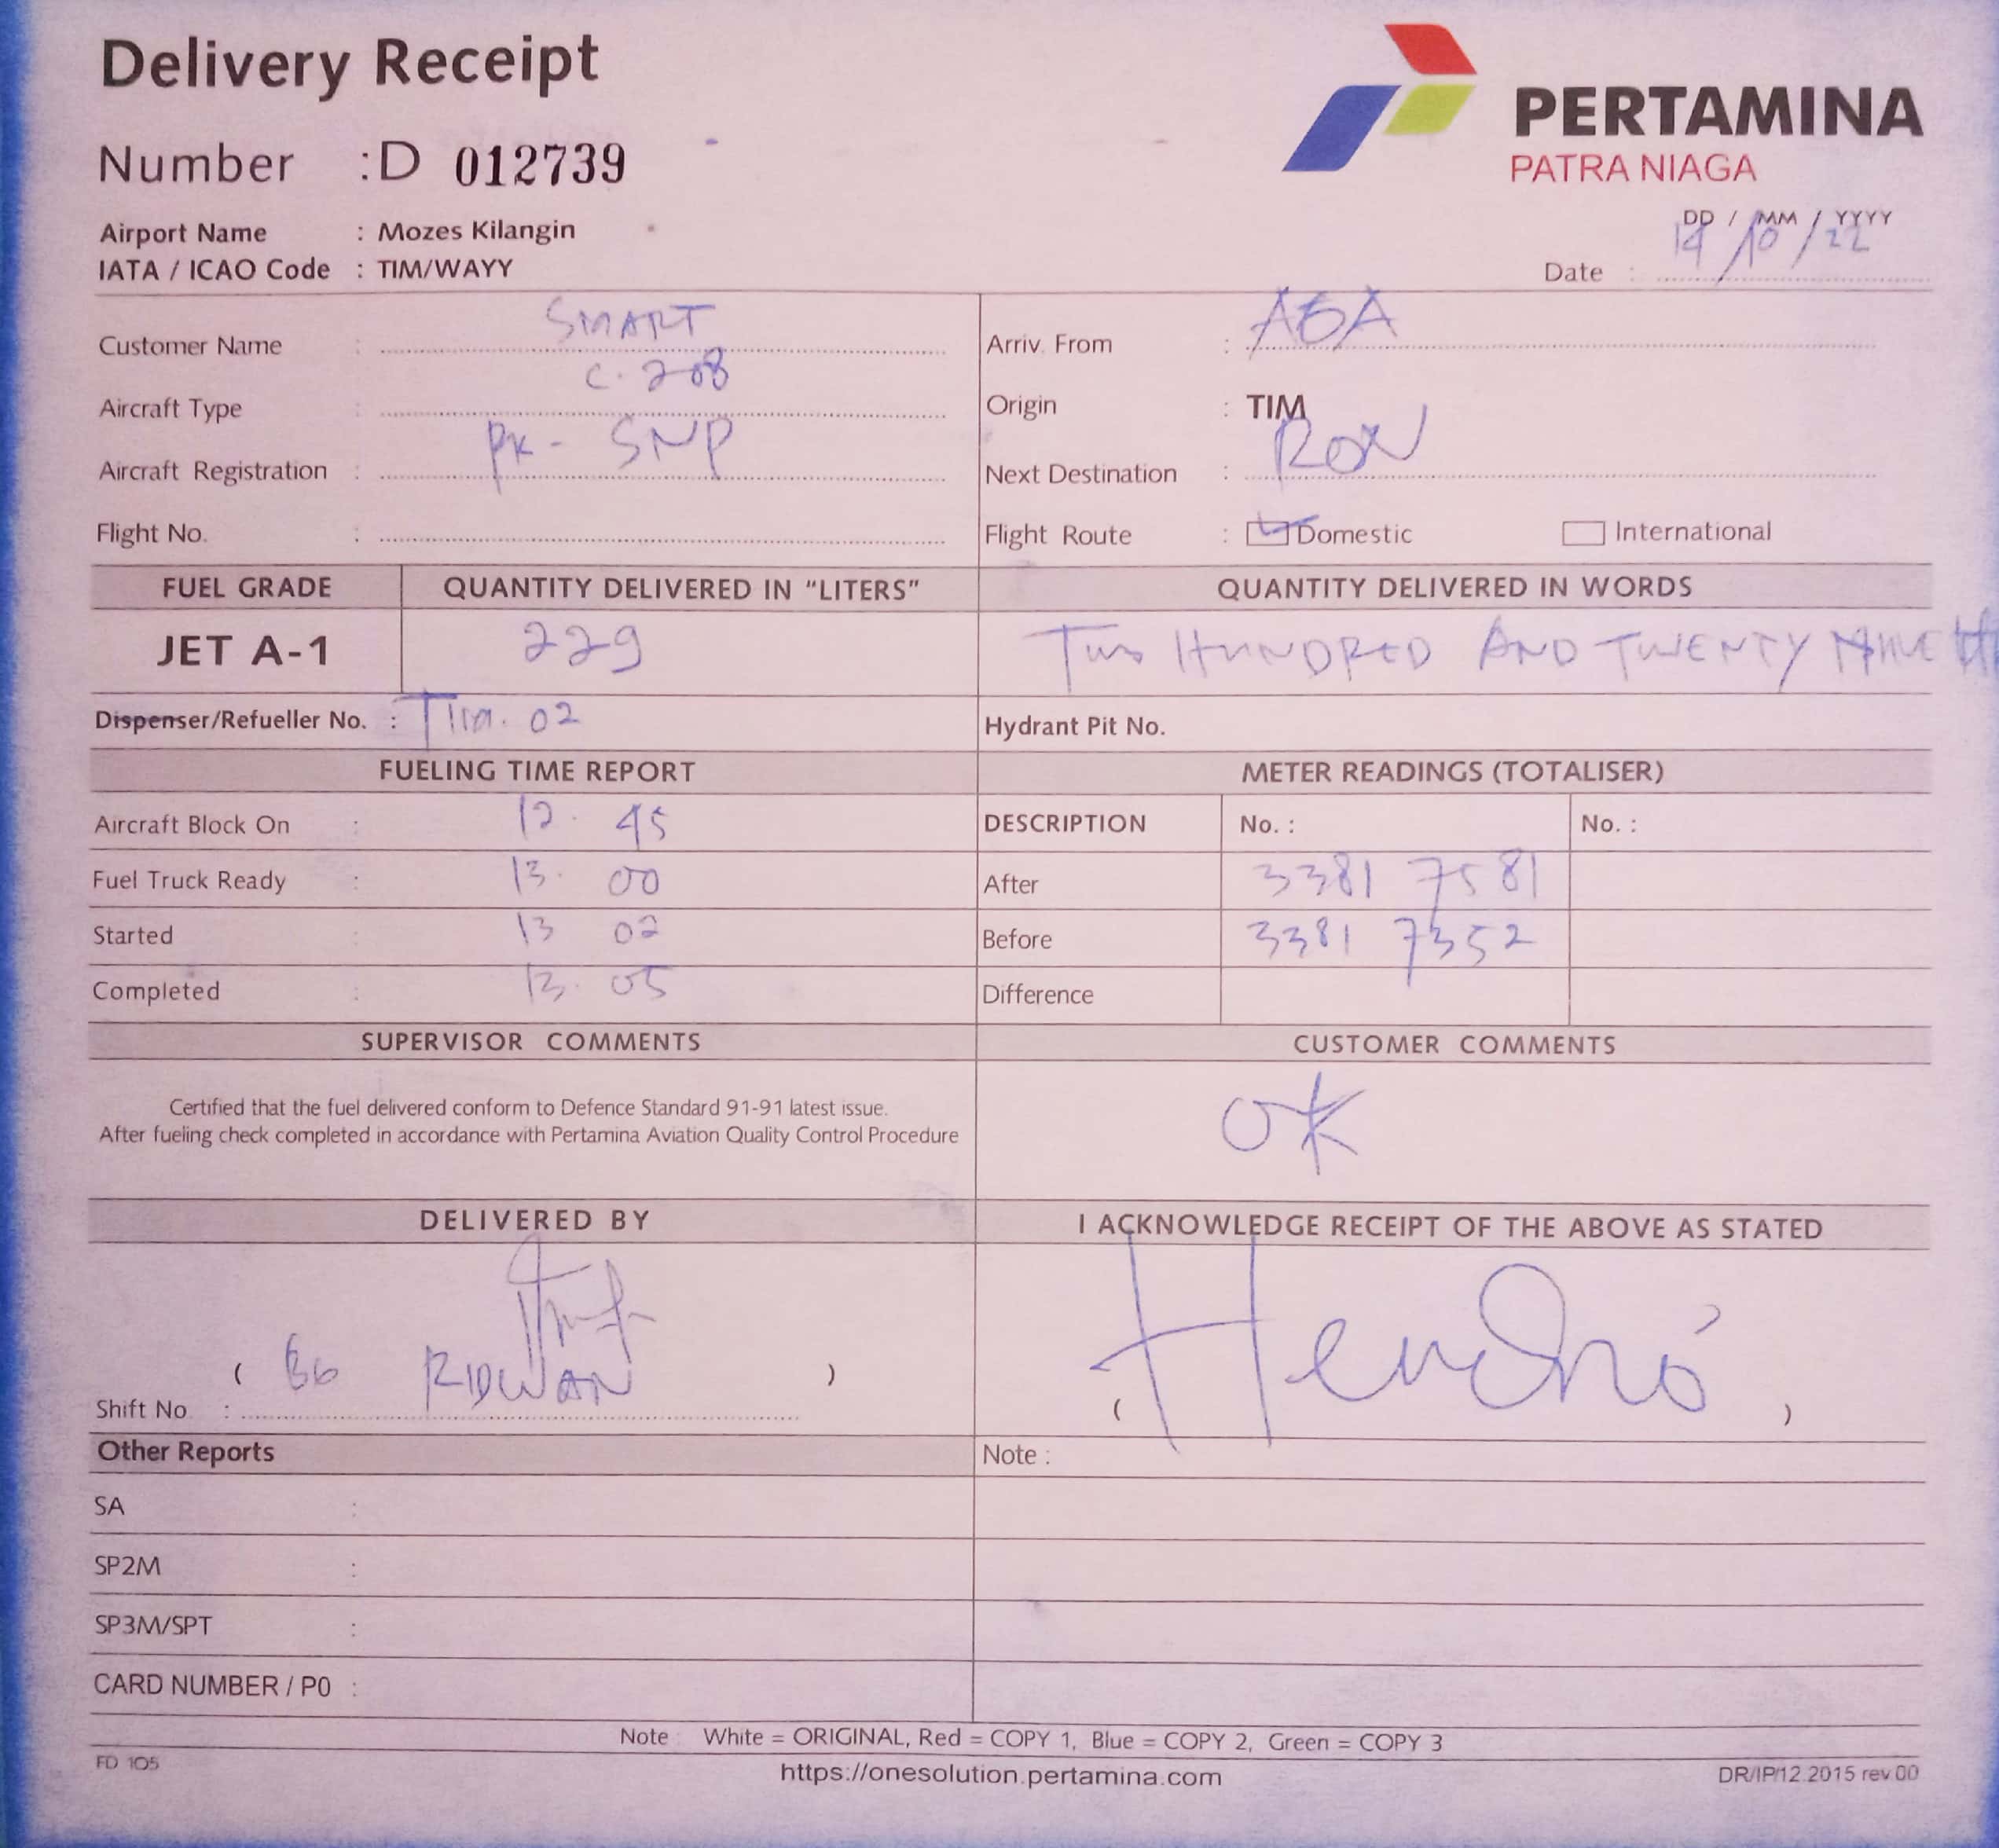 Delivery Receipt
PERTAMINA
PATRA NIAGA
Number : D 012739
Airport Name : Mozes Kilangin
IATA / ICAO Code : TIM/WAYY
DD / MM / YYYY
Date : 14/10/22
Customer Name : SMART
Arriv. From :
Aircraft Type : C. 208
Origin : TIM
Aircraft Registration : PK - SNP
Next Destination :
Flight No. :
Flight Route : Domestic International
FUEL GRADE QUANTITY DELIVERED IN "LITERS" QUANTITY DELIVERED IN WORDS
JET A-1 229 Two HUNDRED AND TWENTY NINE
Dispenser/Refueller No. : TIM. 02 Hydrant Pit No.
FUELING TIME REPORT METER READINGS (TOTALISER)
Aircraft Block On : 12. 45 DESCRIPTION No. : No. :
Fuel Truck Ready : 13. 00 After 3381 7581
Started : 13 02 Before 3381 7352
Completed : 13. 05 Difference
SUPERVISOR COMMENTS CUSTOMER COMMENTS
OK
Certified that the fuel delivered conform to Defence Standard 91-91 latest issue.
After fueling check completed in accordance with Pertamina Aviation Quality Control Procedure
DELIVERED BY I ACKNOWLEDGE RECEIPT OF THE ABOVE AS STATED
( RIDWAN ) ( )
Shift No :
Other Reports Note :
SA :
SP2M :
SP3M/SPT :
CARD NUMBER / PO :
Note White = ORIGINAL, Red = COPY 1, Blue = COPY 2, Green = COPY 3
FD 105 https://onesolution.pertamina.com DR/IP/12.2015 rev 00